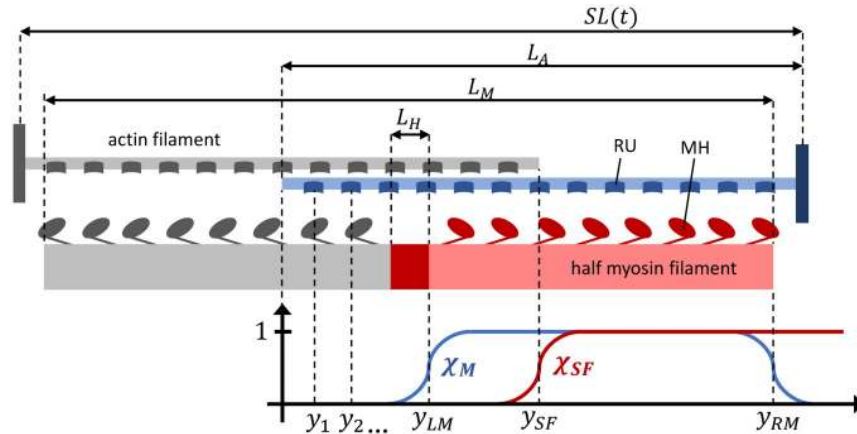 SL(t)
L_A
L_M
L_H
actin filament
RU
MH
half myosin filament
1
χ_M
χ_SF
y_1 y_2... y_LM y_SF y_RM